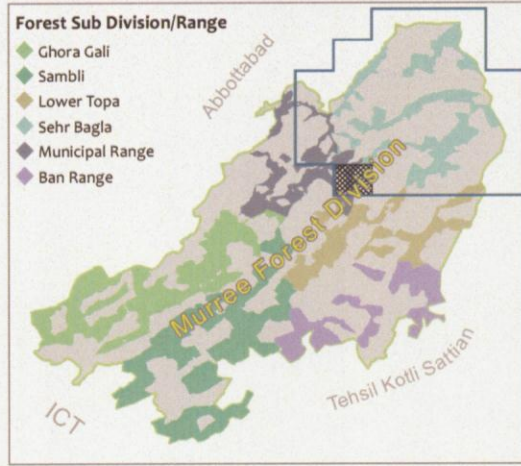 Forest Sub Division/Range
Ghora Gali
Sambli
Lower Topa
Sehr Bagla
Municipal Range
Ban Range
Abbottabad
Murree Forest Division
Tehsil Kotli Sattian
ICT